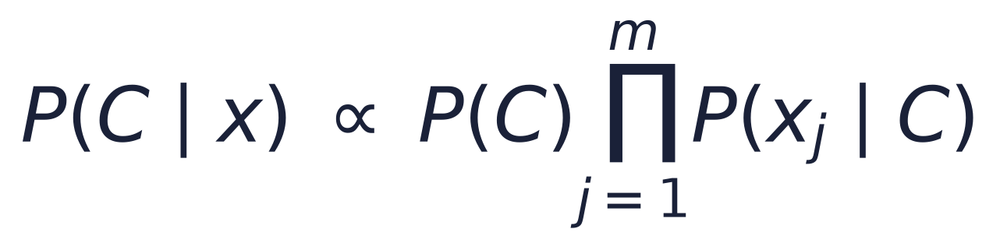 P(C | x) ∝ P(C) ∏_{j=1}^{m} P(x_j | C)